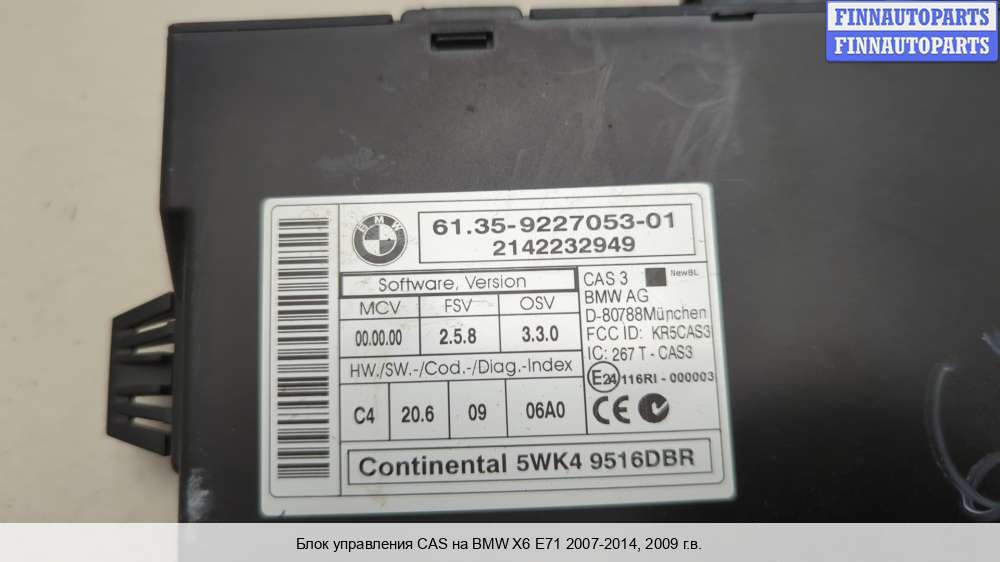 FINNAUTOPARTS
FINNAUTOPARTS
BMW
61.35-9227053-01
2142232949
Software, Version
MCV FSV OSV
00.00.00 2.5.8 3.3.0
HW./SW.-/Cod.-/Diag.-Index
C4 20.6 09 06A0
CAS 3 NewBL
BMW AG
D-80788München
FCC ID: KR5CAS3
IC: 267 T - CAS3
E24 116RI - 000003
CE
Continental 5WK4 9516DBR
Блок управления CAS на BMW X6 E71 2007-2014, 2009 г.в.